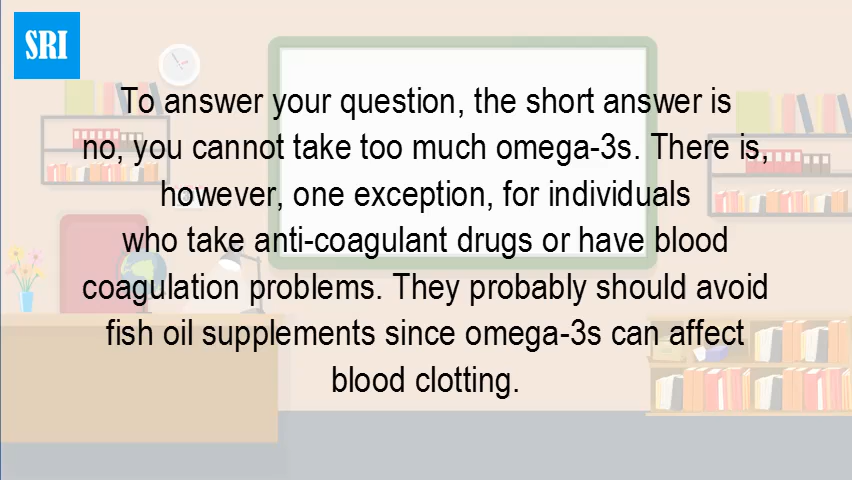 SRI
To answer your question, the short answer is
no, you cannot take too much omega-3s. There is,
however, one exception, for individuals
who take anti-coagulant drugs or have blood
coagulation problems. They probably should avoid
fish oil supplements since omega-3s can affect
blood clotting.